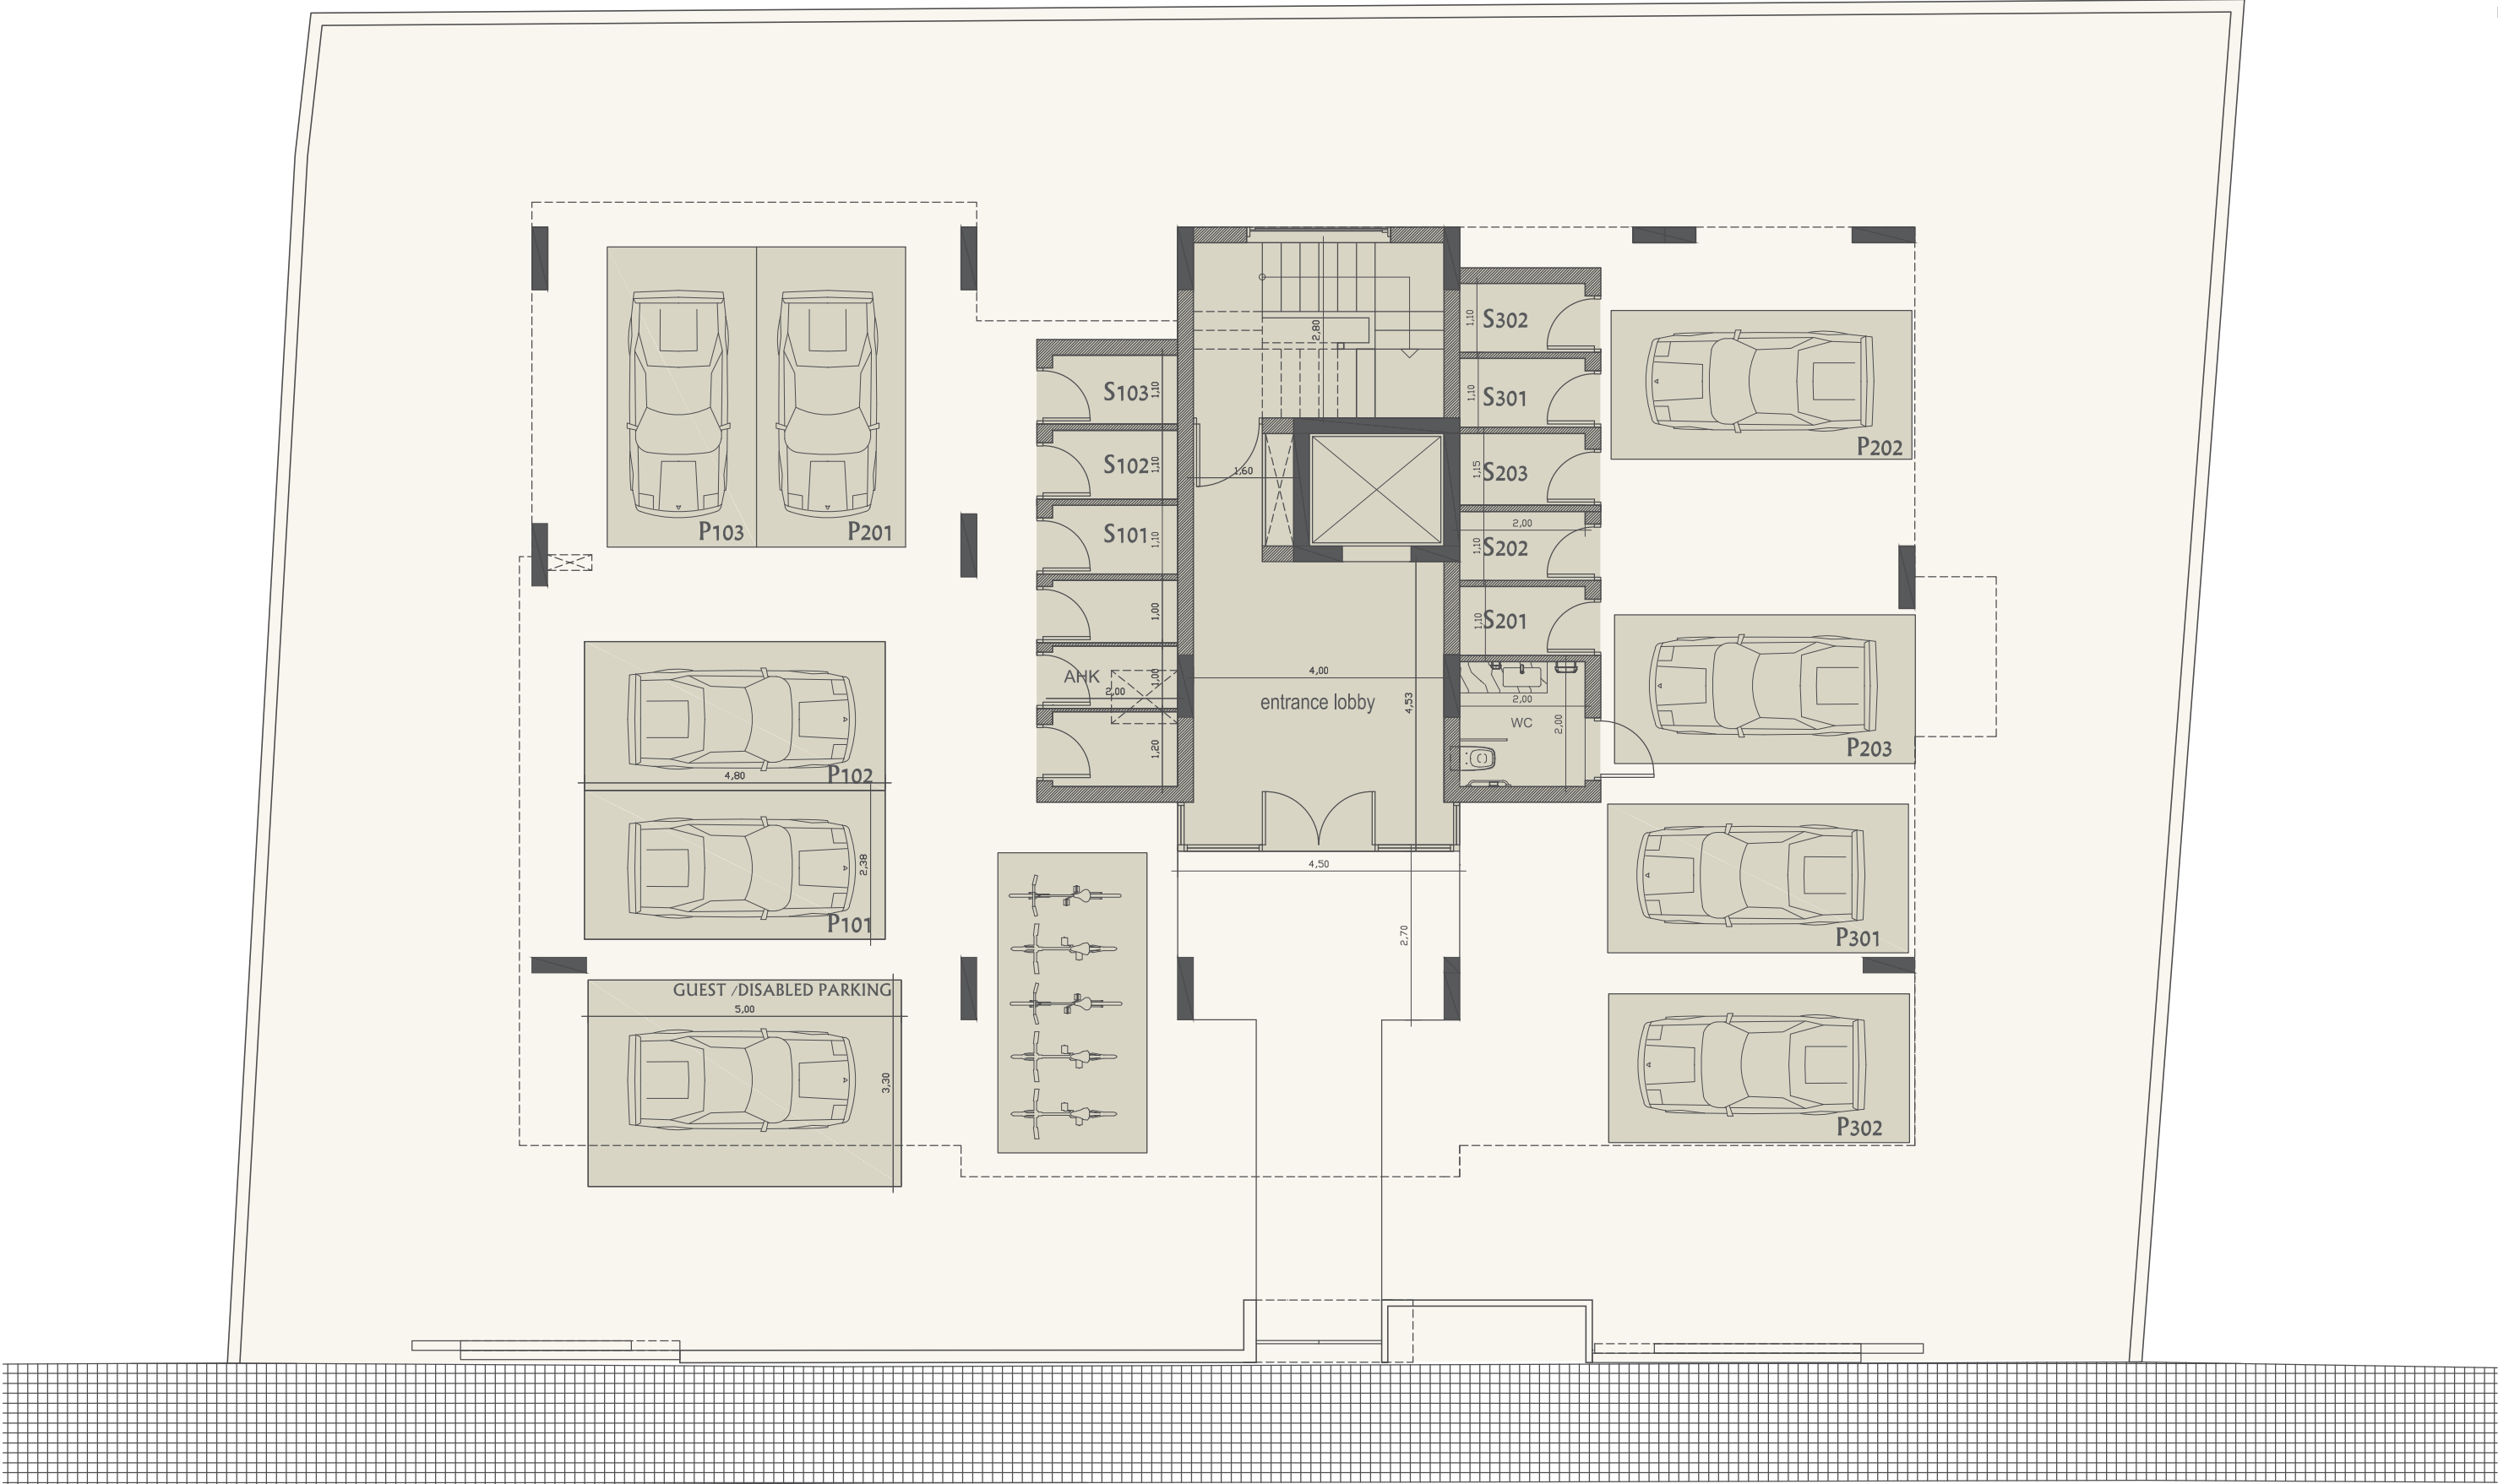 S302
1,10
2,80
S103
1,10
S301
1,10
P202
S102
1,10
1,60
S203
1,15
P103
P201
S101
1,10
2,00
S202
1,10
1,00
S201
1,10
AHK
1,00
2,00
4,00
entrance lobby
4,53
2,00
WC
2,00
1,20
P203
P102
4,80
2,38
P101
4,50
2,70
P301
GUEST /DISABLED PARKING
5,00
3,30
P302